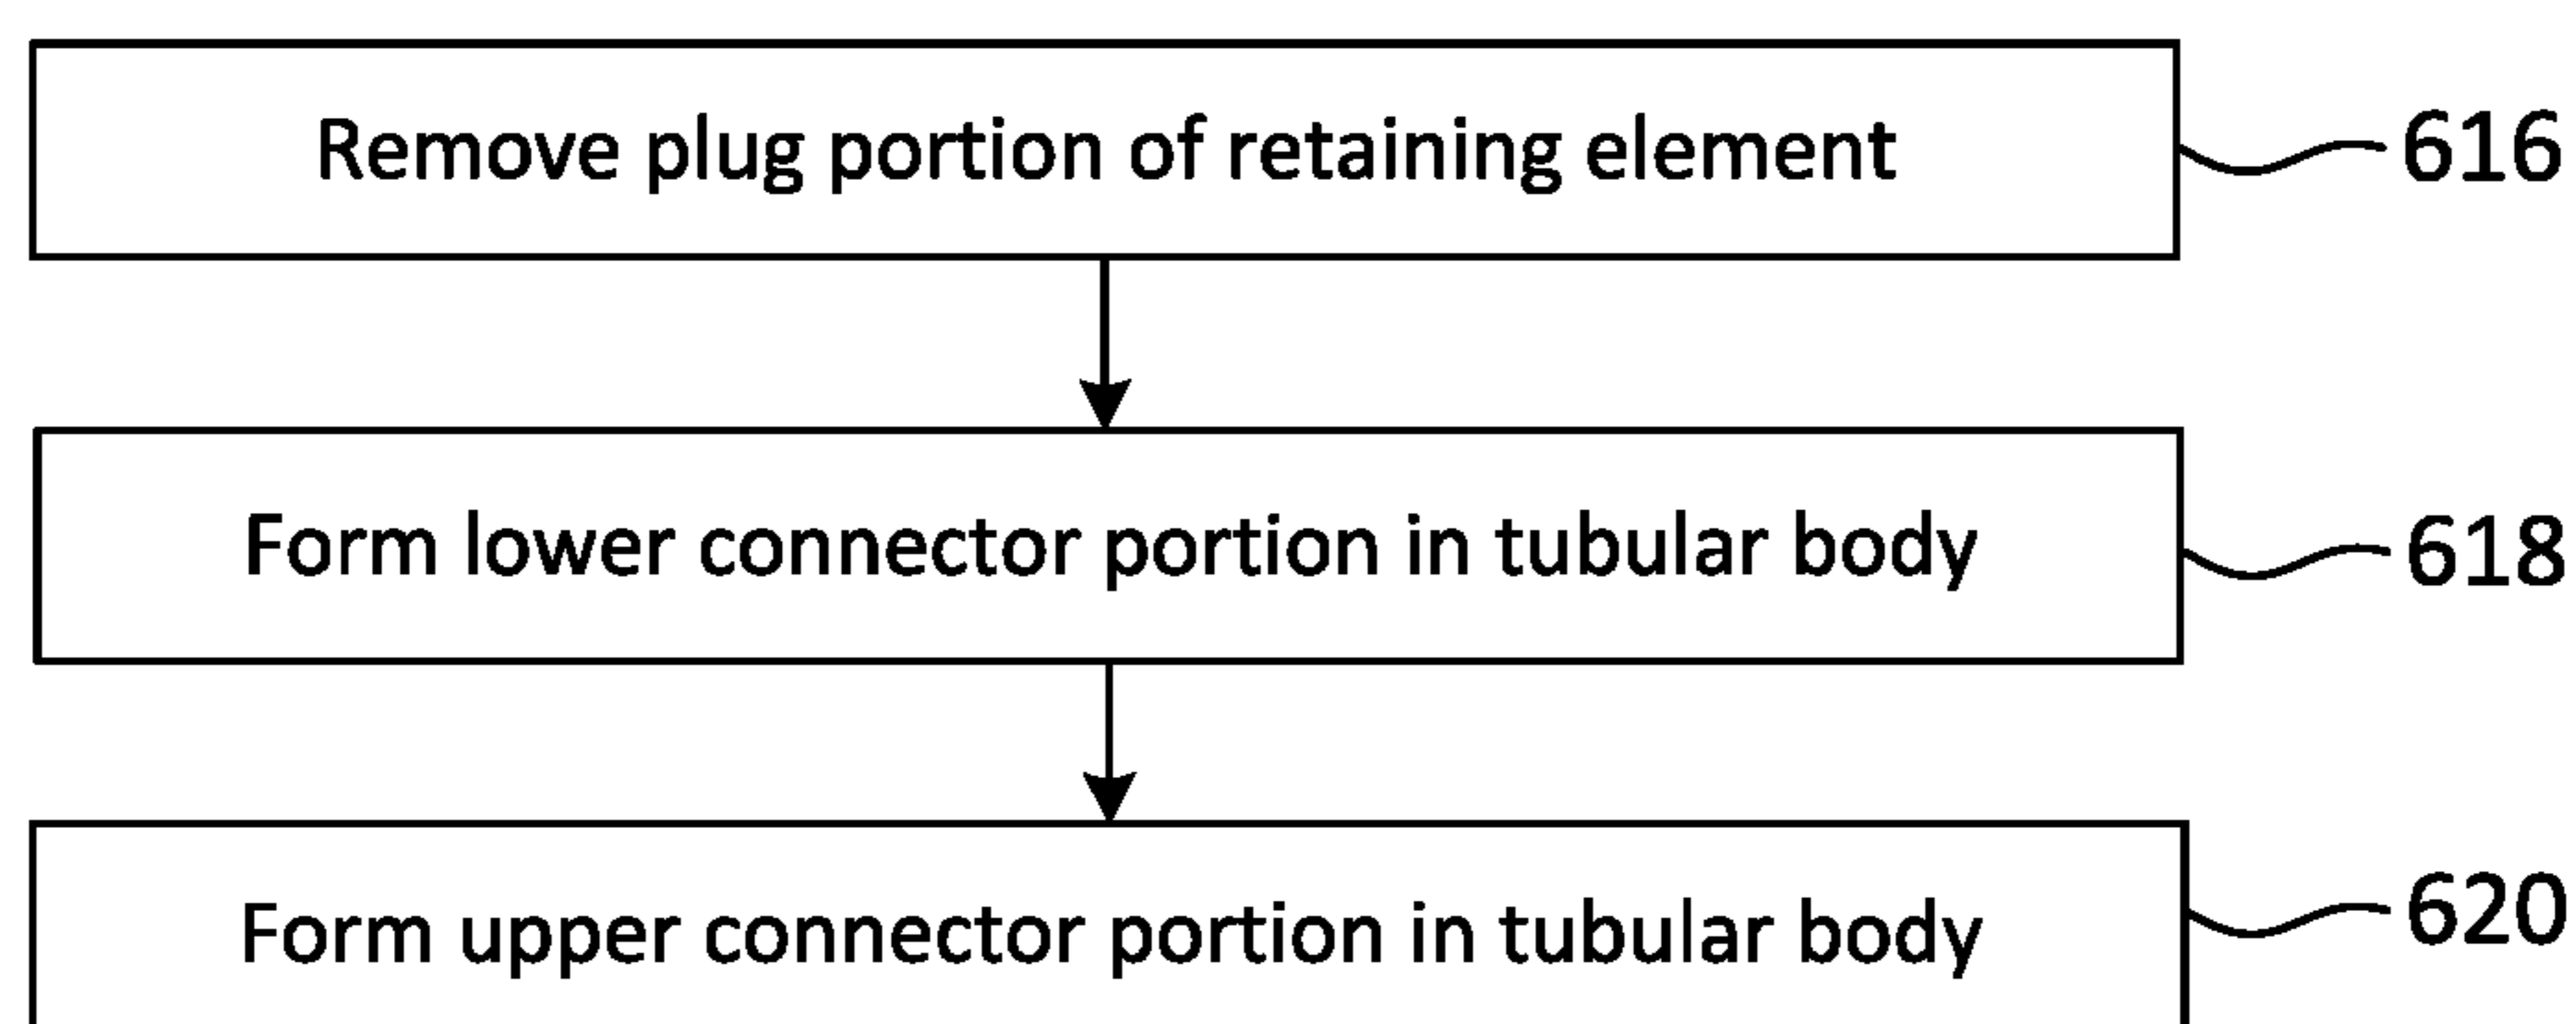 Remove plug portion of retaining element 616
Form lower connector portion in tubular body 618
Form upper connector portion in tubular body 620